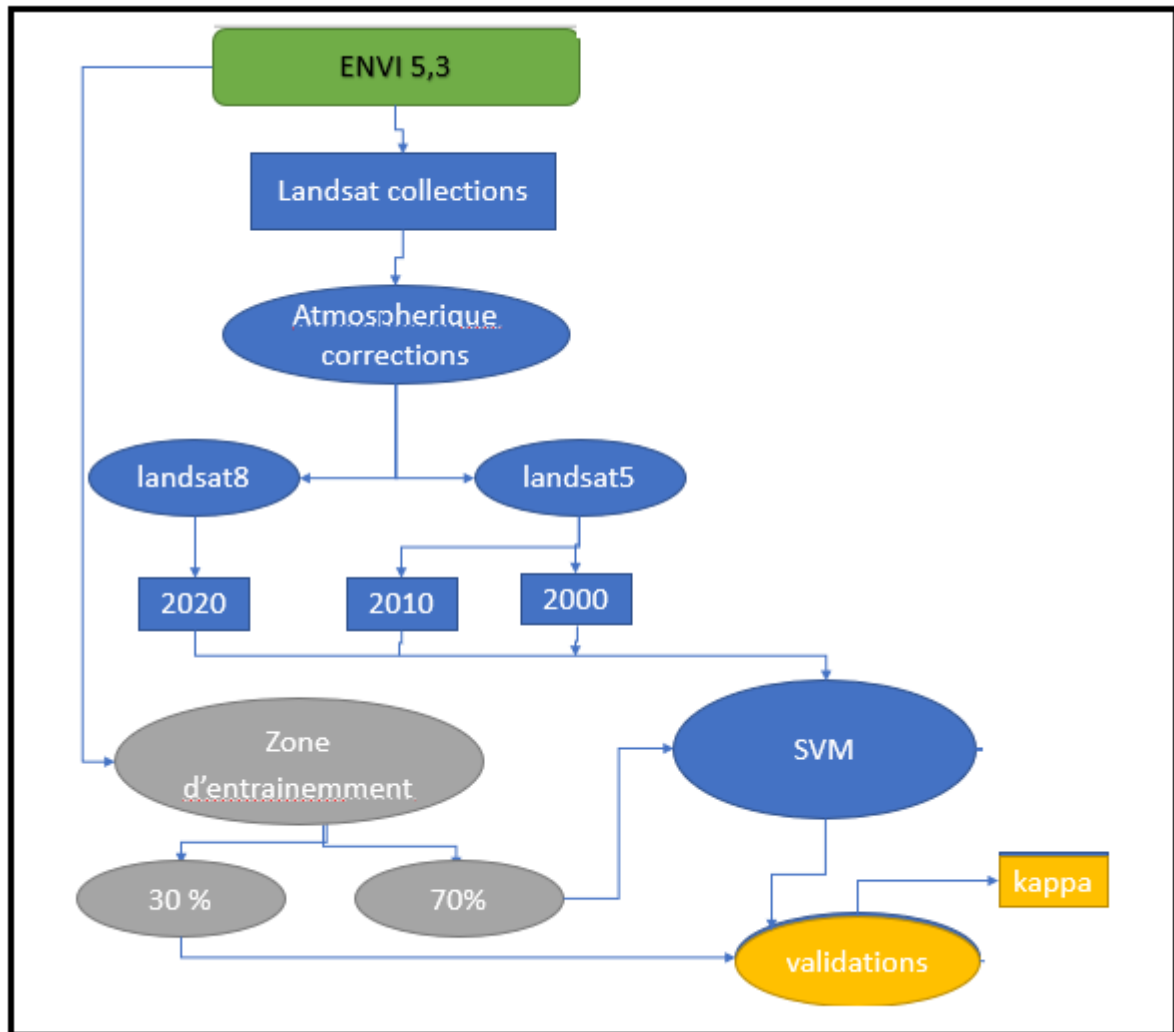 ENVI 5,3
Landsat collections
Atmospherique
corrections
landsat8
landsat5
2020
2010
2000
SVM
Zone
d’entrainemment
30 %
70%
kappa
validations